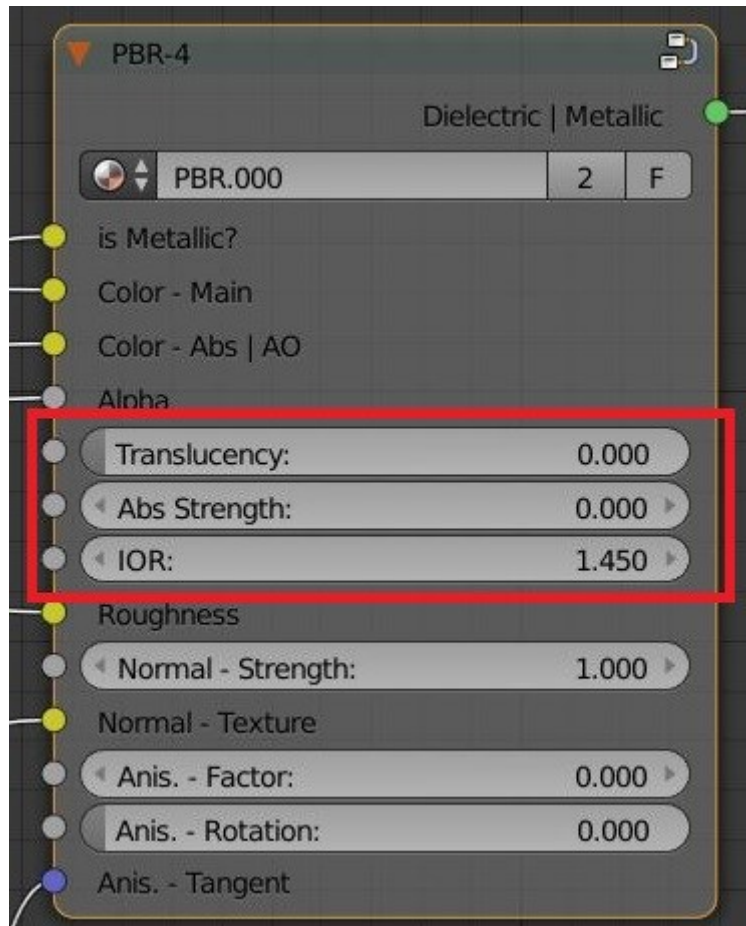 PBR-4
Dielectric | Metallic
PBR.000 2 F
is Metallic?
Color - Main
Color - Abs | AO
Alpha
Translucency: 0.000
Abs Strength: 0.000
IOR: 1.450
Roughness
Normal - Strength: 1.000
Normal - Texture
Anis. - Factor: 0.000
Anis. - Rotation: 0.000
Anis. - Tangent